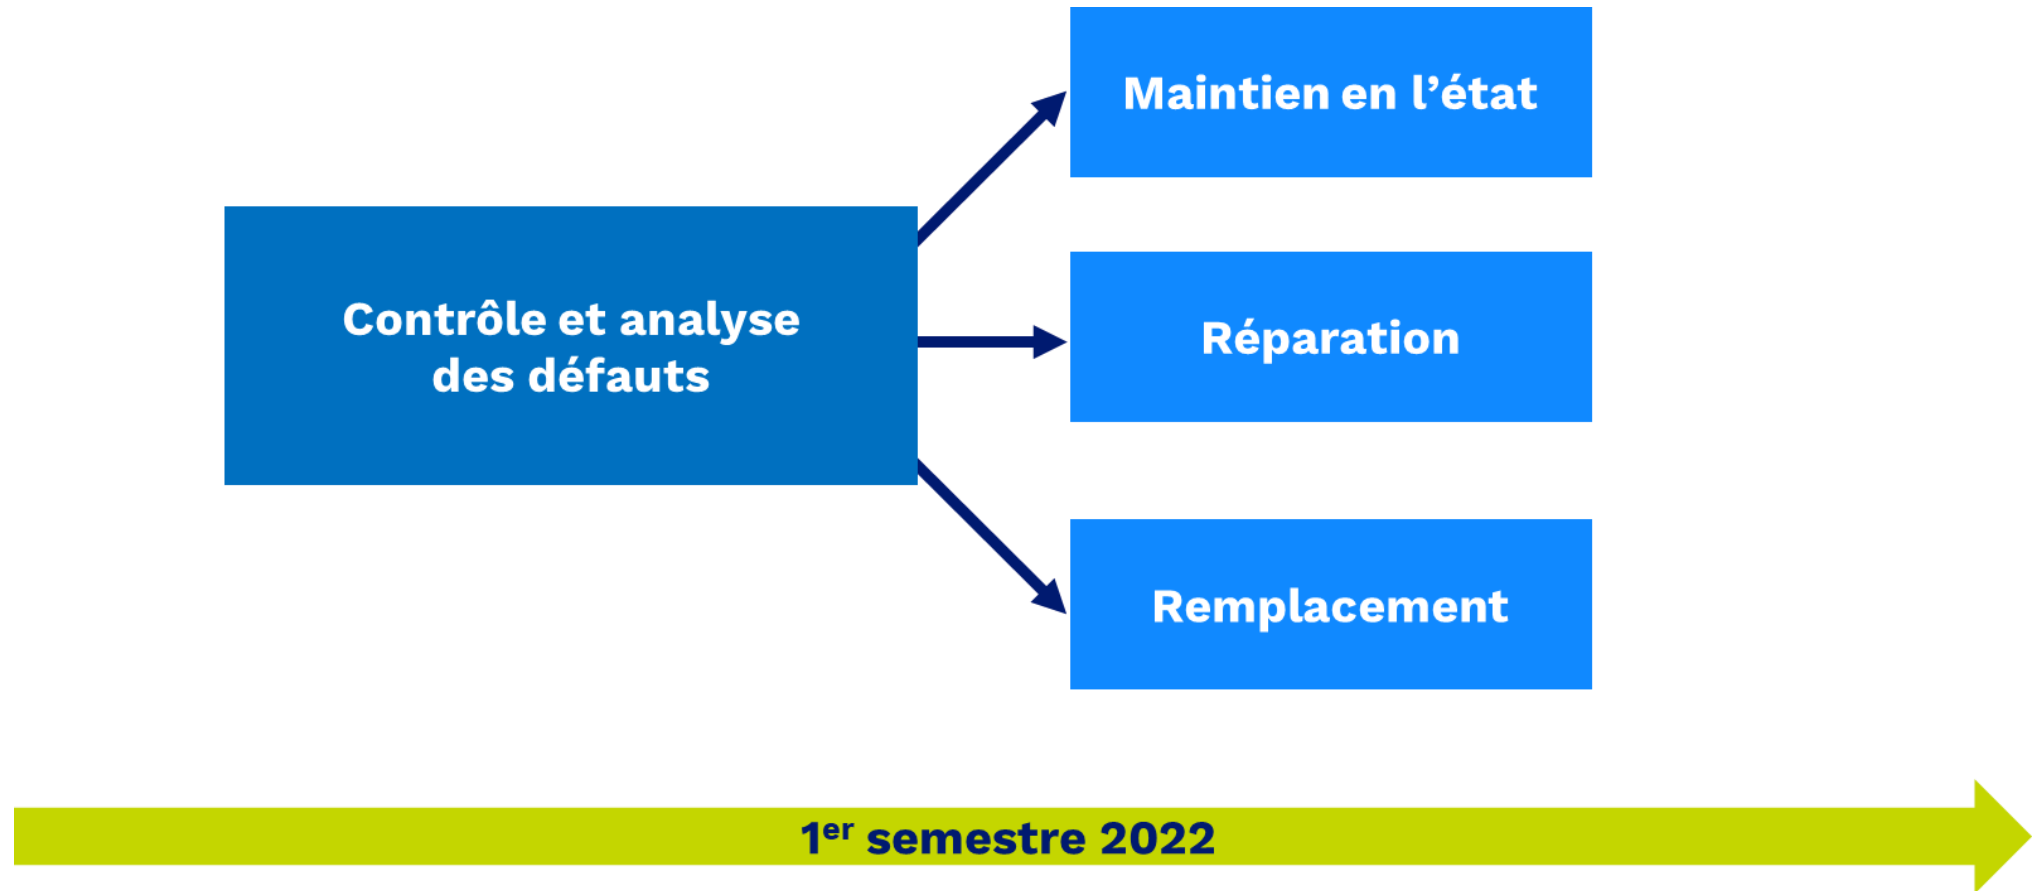 Maintien en l’état
Contrôle et analyse
des défauts
Réparation
Remplacement
1er semestre 2022